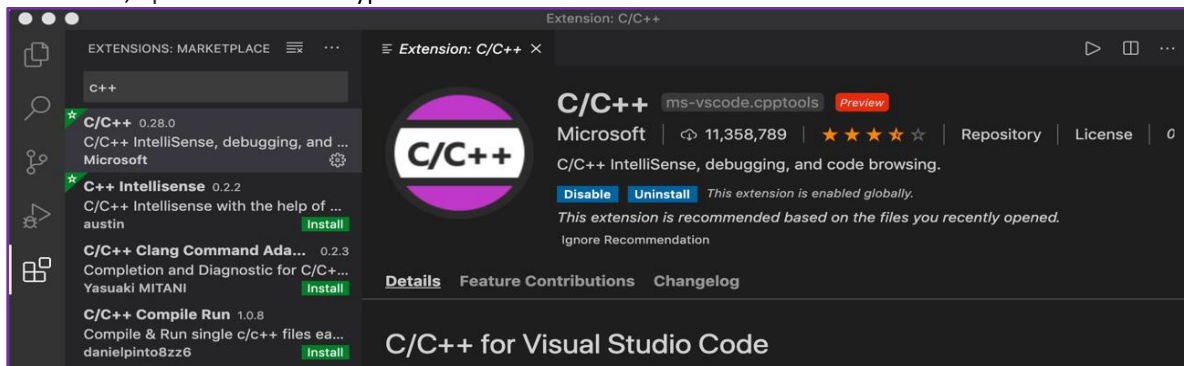 Extension: C/C++
EXTENSIONS: MARKETPLACE
c++
C/C++ 0.28.0
C/C++ IntelliSense, debugging, and ...
Microsoft
C++ Intellisense 0.2.2
C/C++ Intellisense with the help of ...
austin Install
C/C++ Clang Command Ada... 0.2.3
Completion and Diagnostic for C/C+...
Yasuaki MITANI Install
C/C++ Compile Run 1.0.8
Compile & Run single c/c++ files ea...
danielpinto8zz6 Install
Extension: C/C++
C/C++
C/C++ ms-vscode.cpptools Preview
Microsoft 11,358,789 Repository License
C/C++ IntelliSense, debugging, and code browsing.
Disable Uninstall This extension is enabled globally.
This extension is recommended based on the files you recently opened.
Ignore Recommendation
Details Feature Contributions Changelog
C/C++ for Visual Studio Code